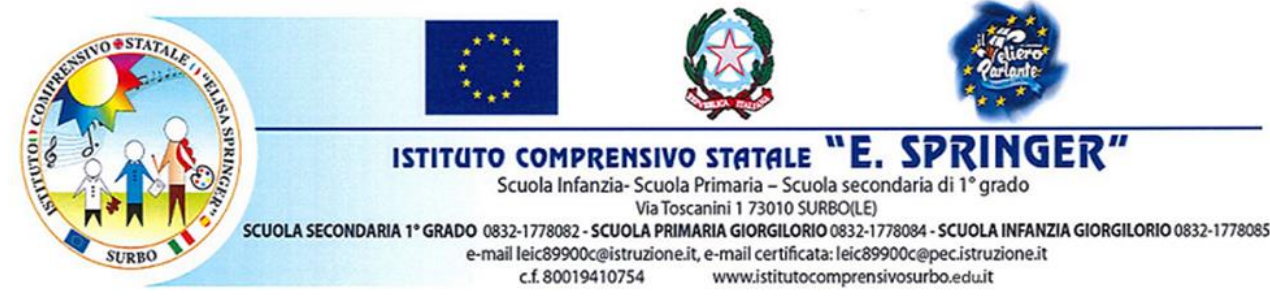 ISTITUTO COMPRENSIVO STATALE "ELISA SPRINGER"
SURBO
REPVBBLICA ITALIANA
il
Veliero
Parlante
ISTITUTO COMPRENSIVO STATALE "E. SPRINGER"
Scuola Infanzia- Scuola Primaria – Scuola secondaria di 1° grado
Via Toscanini 1 73010 SURBO(LE)
SCUOLA SECONDARIA 1° GRADO 0832-1778082 - SCUOLA PRIMARIA GIORGILORIO 0832-1778084 - SCUOLA INFANZIA GIORGILORIO 0832-1778085
e-mail leic89900c@istruzione.it, e-mail certificata: leic89900c@pec.istruzione.it
c.f. 80019410754 www.istitutocomprensivosurbo.edu.it